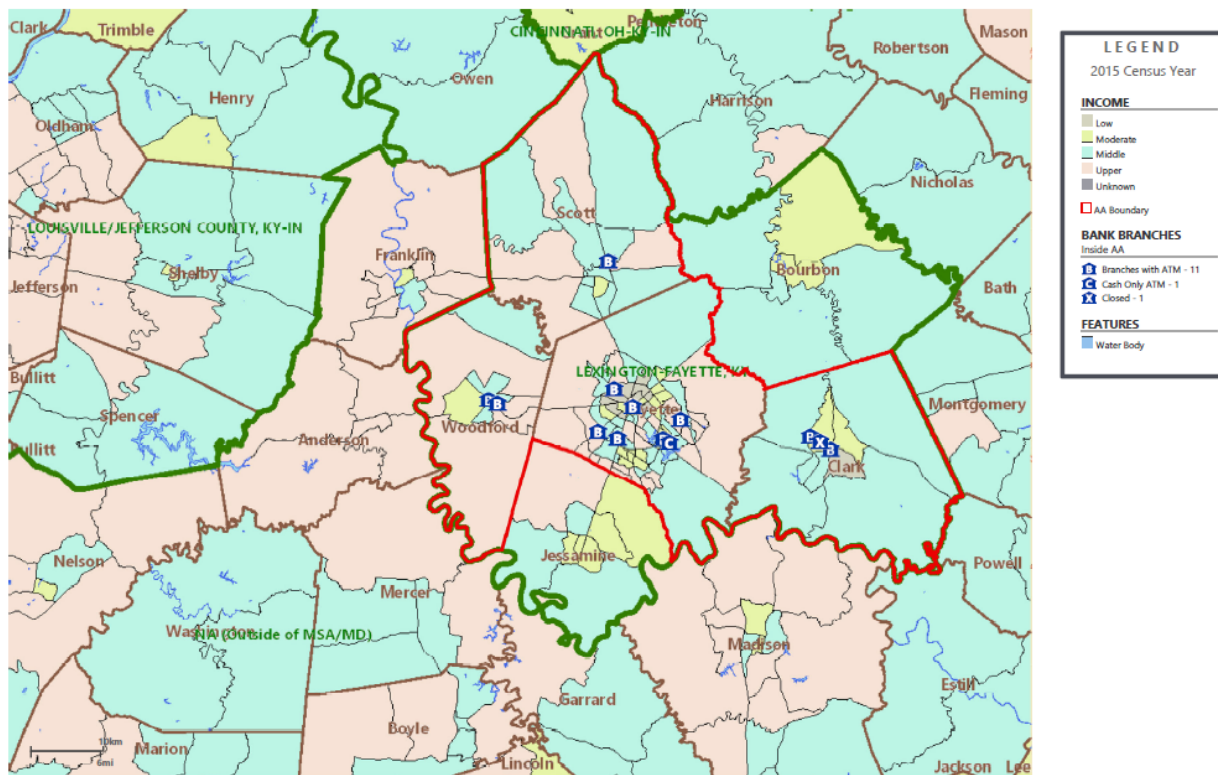 Clark
Trimble
CINCINNATI, OH-KY-IN
Grant
Pendleton
Mason
Robertson
Owen
Henry
Harrison
Fleming
Oldham
Nicholas
Scott
LOUISVILLE/JEFFERSON COUNTY, KY-IN
Franklin
Shelby
Bourbon
Jefferson
Bath
B
LEXINGTON-FAYETTE, KY
Bullitt
Spencer
B
B
B
B
Woodford
Montgomery
Anderson
B
B
C
B
X
B
Bullitt
Clark
Jessamine
Nelson
Powell
Mercer
Washington
NA (Outside of MSA/MD)
Madison
Estill
Garrard
Boyle
10km
6mi
Marion
Lincoln
Jackson
Lee
LEGEND
2015 Census Year
INCOME
Low
Moderate
Middle
Upper
Unknown
AA Boundary
BANK BRANCHES
Inside AA
B Branches with ATM - 11
C Cash Only ATM - 1
X Closed - 1
FEATURES
Water Body